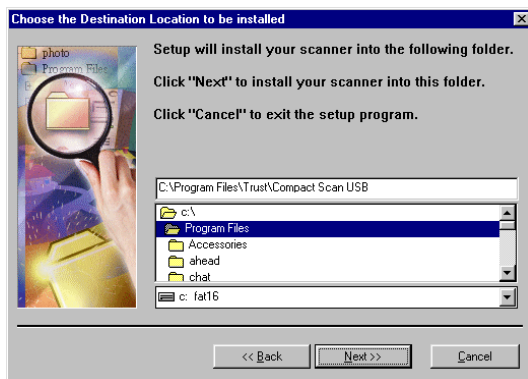 Choose the Destination Location to be installed
photo
Program Files
Setup will install your scanner into the following folder.
Click "Next" to install your scanner into this folder.
Click "Cancel" to exit the setup program.
C:\Program Files\Trust\Compact Scan USB
c:\
Program Files
Accessories
ahead
chat
c: fat16
<< Back
Next >>
Cancel